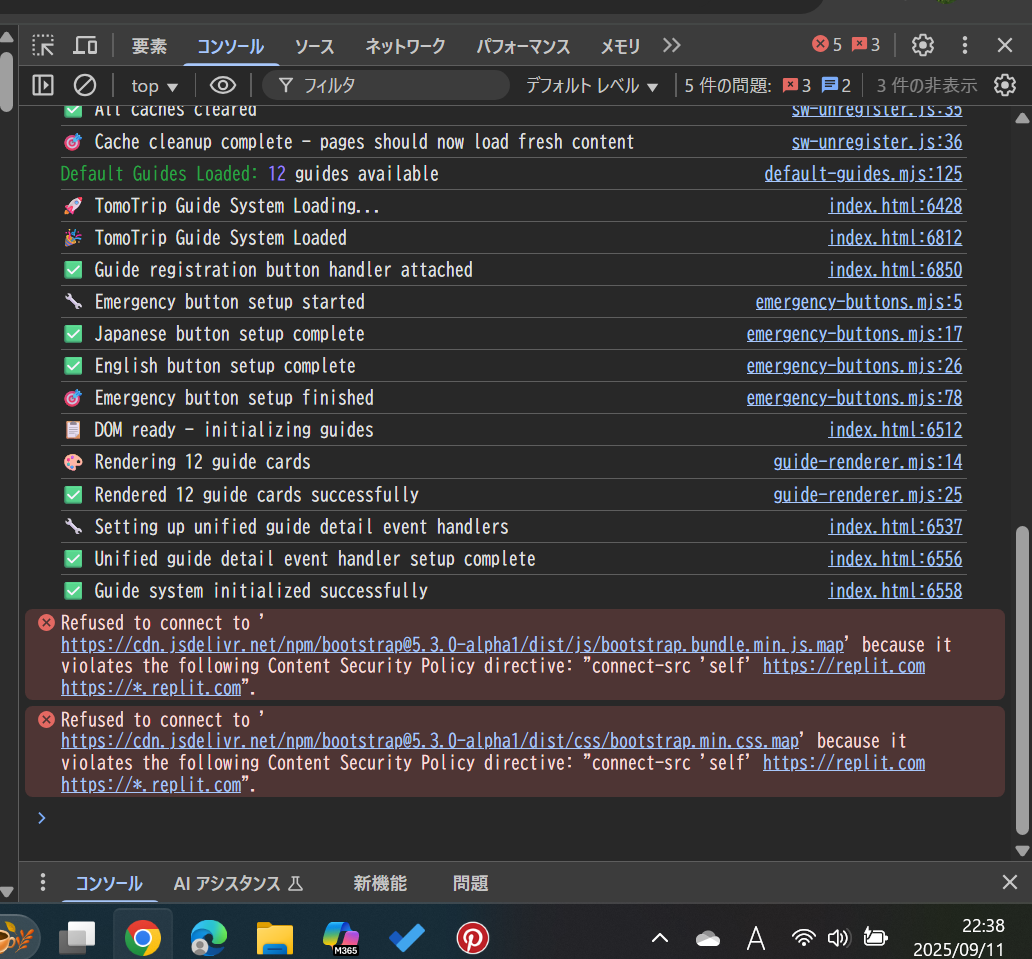 要素 コンソール ソース ネットワーク パフォーマンス メモリ 5 3
top フィルタ デフォルト レベル 5 件の問題: 3 2 3 件の非表示
All caches cleared sw-unregister.js:35
Cache cleanup complete - pages should now load fresh content sw-unregister.js:36
Default Guides Loaded: 12 guides available default-guides.mjs:125
TomoTrip Guide System Loading... index.html:6428
TomoTrip Guide System Loaded index.html:6812
Guide registration button handler attached index.html:6850
Emergency button setup started emergency-buttons.mjs:5
Japanese button setup complete emergency-buttons.mjs:17
English button setup complete emergency-buttons.mjs:26
Emergency button setup finished emergency-buttons.mjs:78
DOM ready - initializing guides index.html:6512
Rendering 12 guide cards guide-renderer.mjs:14
Rendered 12 guide cards successfully guide-renderer.mjs:25
Setting up unified guide detail event handlers index.html:6537
Unified guide detail event handler setup complete index.html:6556
Guide system initialized successfully index.html:6558
Refused to connect to '
https://cdn.jsdelivr.net/npm/bootstrap@5.3.0-alpha1/dist/js/bootstrap.bundle.min.js.map' because it
violates the following Content Security Policy directive: "connect-src 'self' https://replit.com
https://*.replit.com".
Refused to connect to '
https://cdn.jsdelivr.net/npm/bootstrap@5.3.0-alpha1/dist/css/bootstrap.min.css.map' because it
violates the following Content Security Policy directive: "connect-src 'self' https://replit.com
https://*.replit.com".
コンソール AI アシスタンス 新機能 問題
M365 A 22:38
2025/09/11